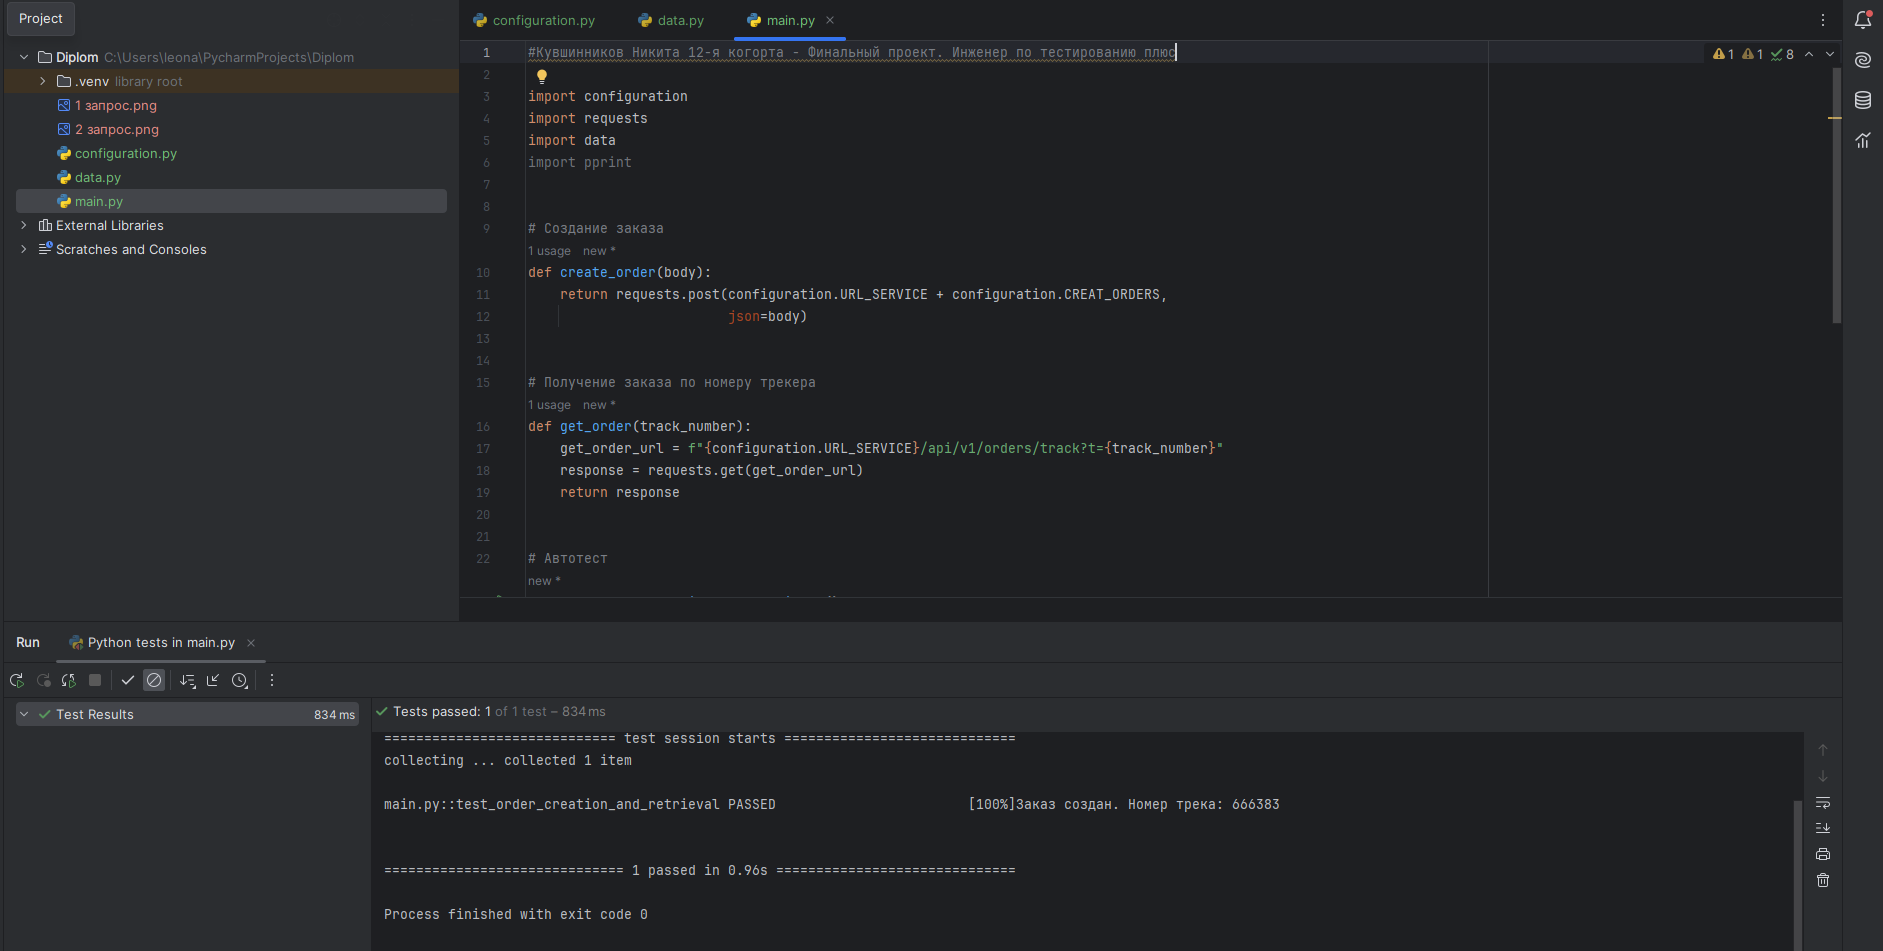 Project
Diplom C:\Users\leona\PycharmProjects\Diplom
.venv library root
1 запрос.png
2 запрос.png
configuration.py
data.py
main.py
External Libraries
Scratches and Consoles
configuration.py data.py main.py
1 #Кувшинников Никита 12-я когорта - Финальный проект. Инженер по тестированию плюс
1 1 8
2
3 import configuration
4 import requests
5 import data
6 import pprint
7
8
9 # Создание заказа
1 usage new *
10 def create_order(body):
11 return requests.post(configuration.URL_SERVICE + configuration.CREAT_ORDERS,
12 json=body)
13
14
15 # Получение заказа по номеру трекера
1 usage new *
16 def get_order(track_number):
17 get_order_url = f"{configuration.URL_SERVICE}/api/v1/orders/track?t={track_number}"
18 response = requests.get(get_order_url)
19 return response
20
21
22 # Автотест
new *
Run Python tests in main.py
Test Results 834 ms
Tests passed: 1 of 1 test – 834 ms
============================= test session starts =============================
collecting ... collected 1 item
main.py::test_order_creation_and_retrieval PASSED [100%]Заказ создан. Номер трека: 666383
============================== 1 passed in 0.96s ==============================
Process finished with exit code 0